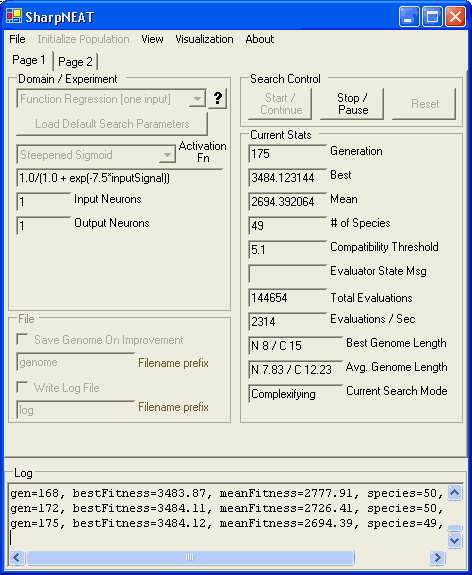 SharpNEAT
File Initialize Population View Visualization About
Page 1 Page 2
Domain / Experiment
Function Regression [one input] ?
Load Default Search Parameters
Steepened Sigmoid Activation Fn
1.0/(1.0 + exp(-7.5*inputSignal))
1 Input Neurons
1 Output Neurons
File
Save Genome On Improvement
genome Filename prefix
Write Log File
log Filename prefix
Search Control
Start / Continue Stop / Pause Reset
Current Stats
175 Generation
3484.123144 Best
2694.392064 Mean
49 # of Species
5.1 Compatibility Threshold
Evaluator State Msg
144654 Total Evaluations
2314 Evaluations / Sec
N 8 / C 15 Best Genome Length
N 7.83 / C 12.23 Avg. Genome Length
Complexifying Current Search Mode
Log
gen=168, bestFitness=3483.87, meanFitness=2777.91, species=50,
gen=172, bestFitness=3484.11, meanFitness=2726.41, species=50,
gen=175, bestFitness=3484.12, meanFitness=2694.39, species=49,